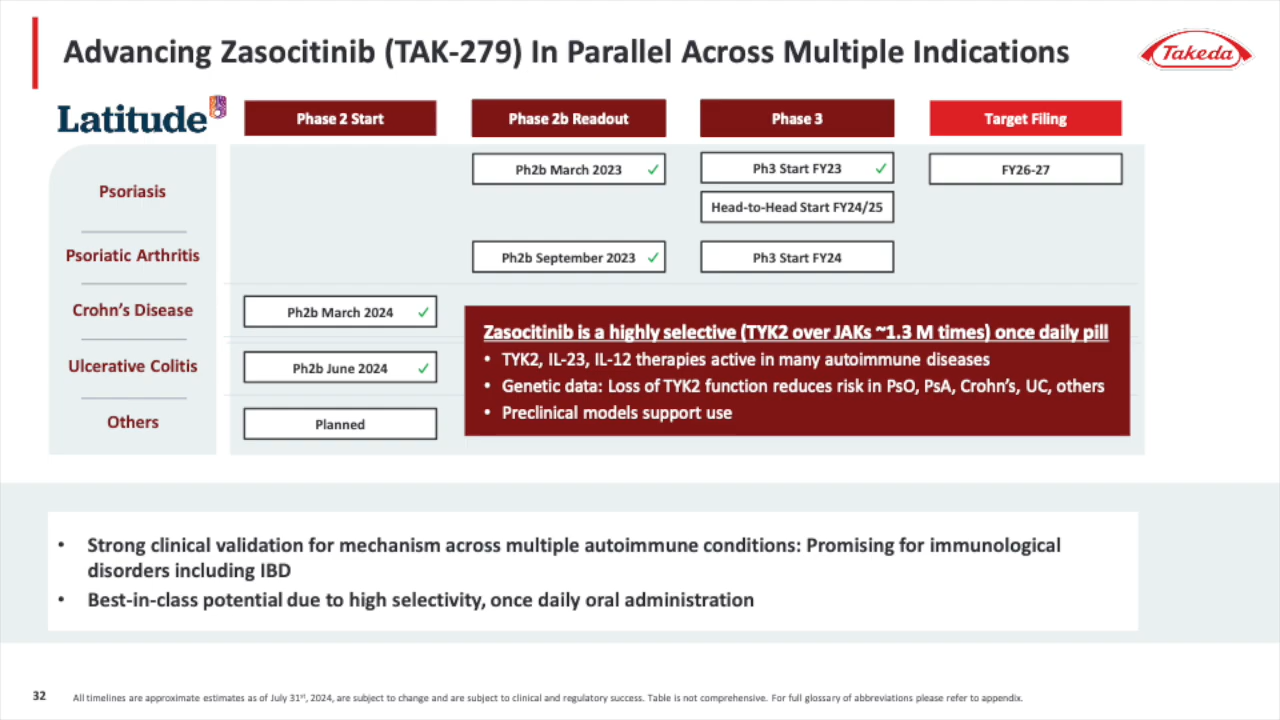 Advancing Zasocitinib (TAK-279) In Parallel Across Multiple Indications
Takeda
Latitude
Phase 2 Start
Phase 2b Readout
Phase 3
Target Filing
Psoriasis
Ph2b March 2023 ✓
Ph3 Start FY23 ✓
FY26-27
Head-to-Head Start FY24/25
Psoriatic Arthritis
Ph2b September 2023 ✓
Ph3 Start FY24
Crohn’s Disease
Ph2b March 2024 ✓
Ulcerative Colitis
Ph2b June 2024 ✓
Others
Planned
Zasocitinib is a highly selective (TYK2 over JAKs ~1.3 M times) once daily pill
• TYK2, IL-23, IL-12 therapies active in many autoimmune diseases
• Genetic data: Loss of TYK2 function reduces risk in PsO, PsA, Crohn’s, UC, others
• Preclinical models support use
• Strong clinical validation for mechanism across multiple autoimmune conditions: Promising for immunological
disorders including IBD
• Best-in-class potential due to high selectivity, once daily oral administration
32
All timelines are approximate estimates as of July 31st, 2024, are subject to change and are subject to clinical and regulatory success. Table is not comprehensive. For full glossary of abbreviations please refer to appendix.